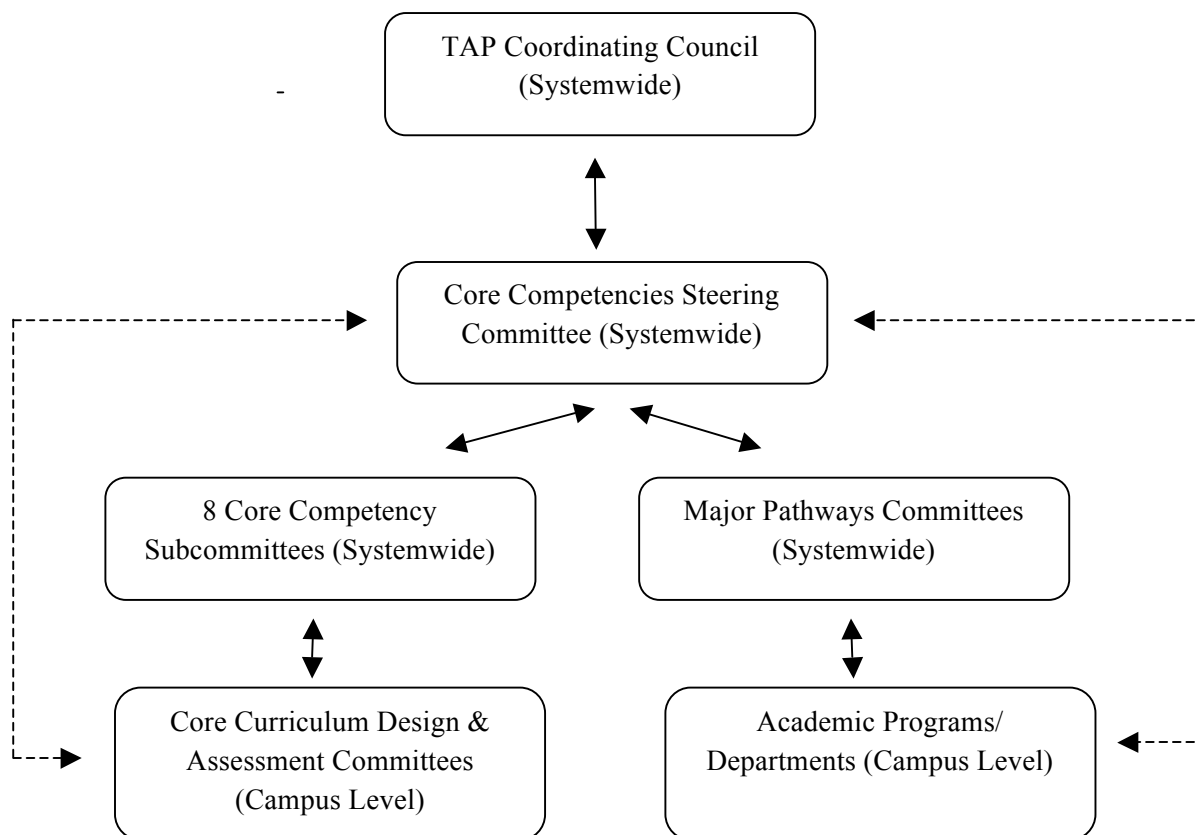 TAP Coordinating Council
(Systemwide)
-
Core Competencies Steering
Committee (Systemwide)
8 Core Competency
Subcommittees (Systemwide)
Major Pathways Committees
(Systemwide)
Core Curriculum Design &
Assessment Committees
(Campus Level)
Academic Programs/
Departments (Campus Level)